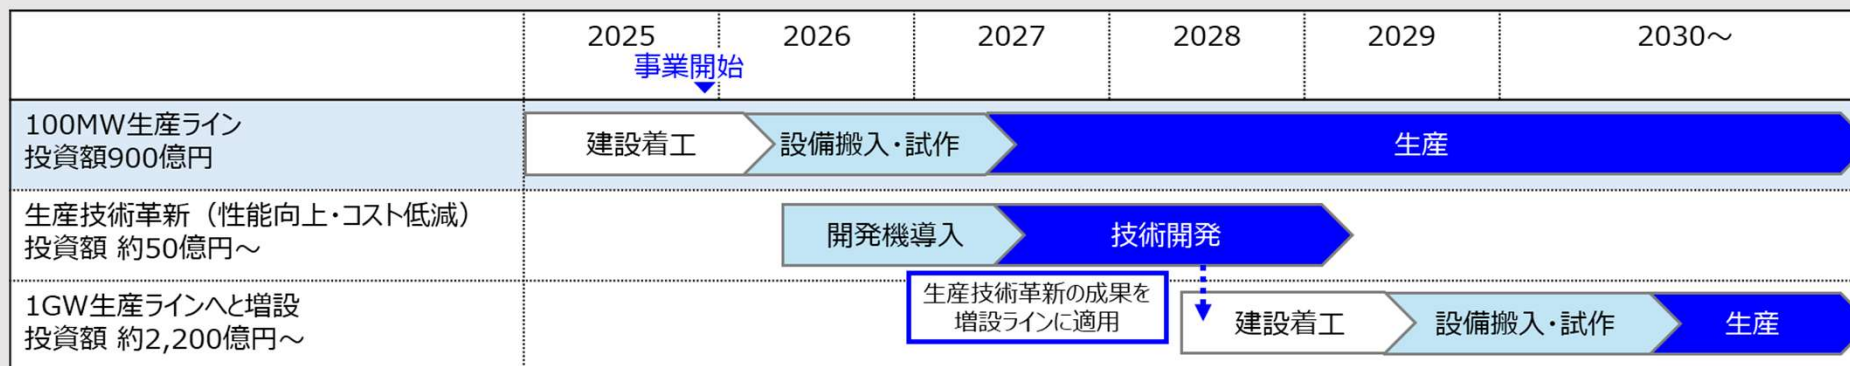 2025 2026 2027 2028 2029 2030～
事業開始
100MW生産ライン
投資額900億円
建設着工 設備搬入・試作 生産
生産技術革新（性能向上・コスト低減）
投資額 約50億円～
開発機導入 技術開発
生産技術革新の成果を
増設ラインに適用
1GW生産ラインへと増設
投資額 約2,200億円～
建設着工 設備搬入・試作 生産